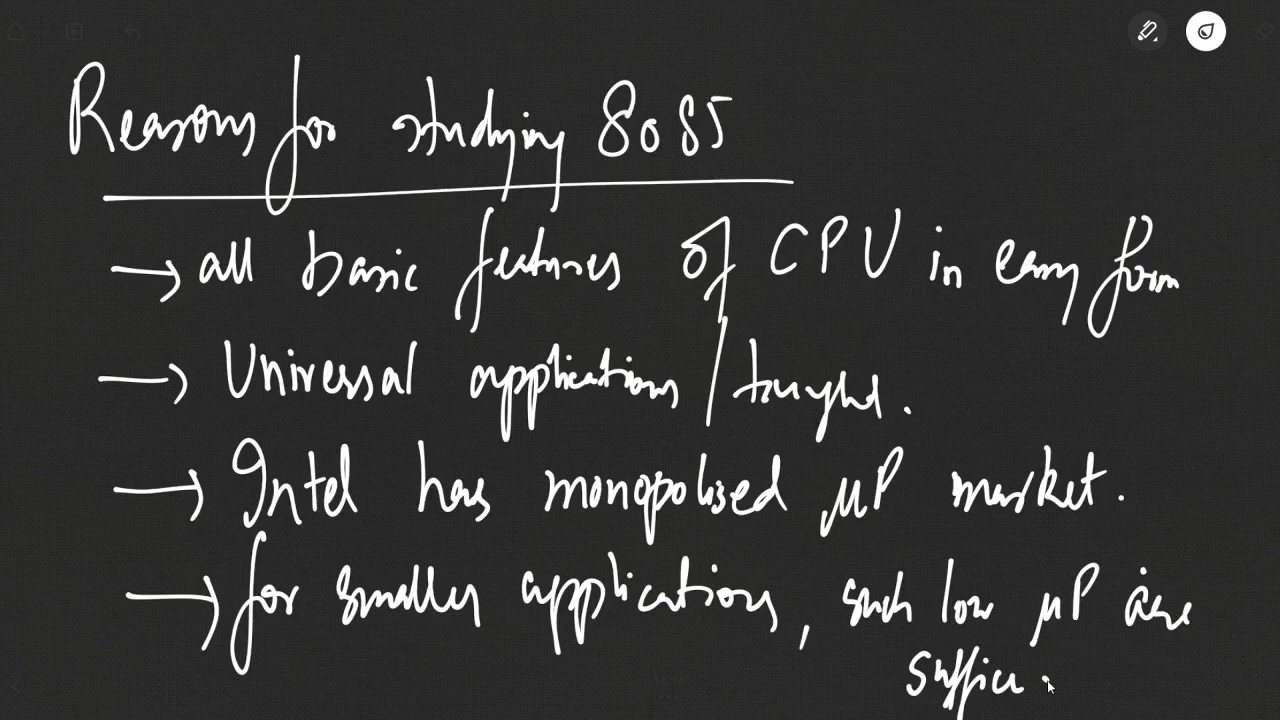 Reasons for studying 8085
→ all basic features of CPU in easy form
→ Universal applications / taught.
→ Intel has monopolised μP market.
→ for smaller applications, such low μP are
suffice.